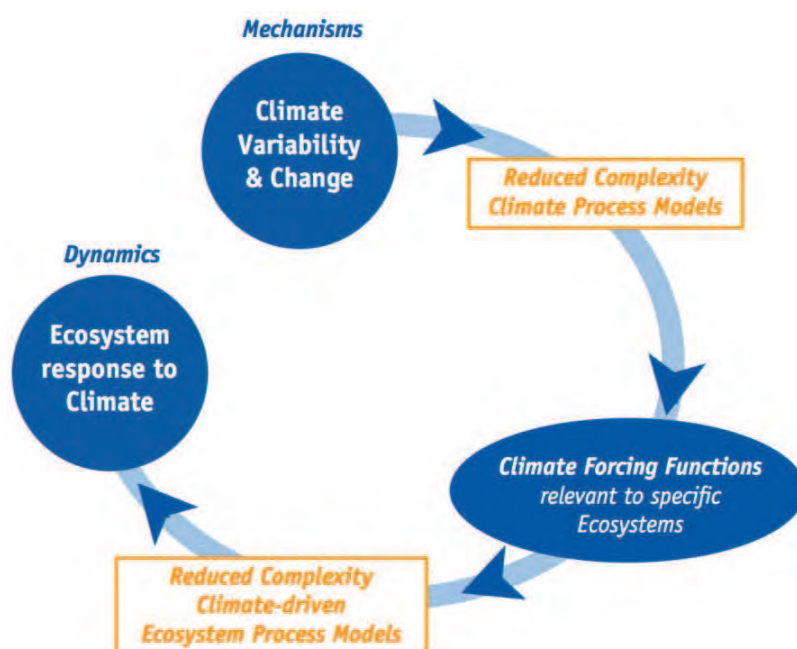 Mechanisms
Climate
Variability
& Change
Reduced Complexity
Climate Process Models
Dynamics
Ecosystem
response to
Climate
Climate Forcing Functions
relevant to specific
Ecosystems
Reduced Complexity
Climate-driven
Ecosystem Process Models